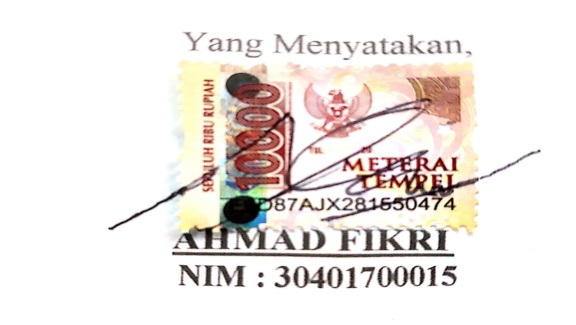 Yang Menyatakan,
SEPULUH RIBU RUPIAH
10000
METERAI
TEMPEL
D87AJX281550474
AHMAD FIKRI
NIM : 30401700015